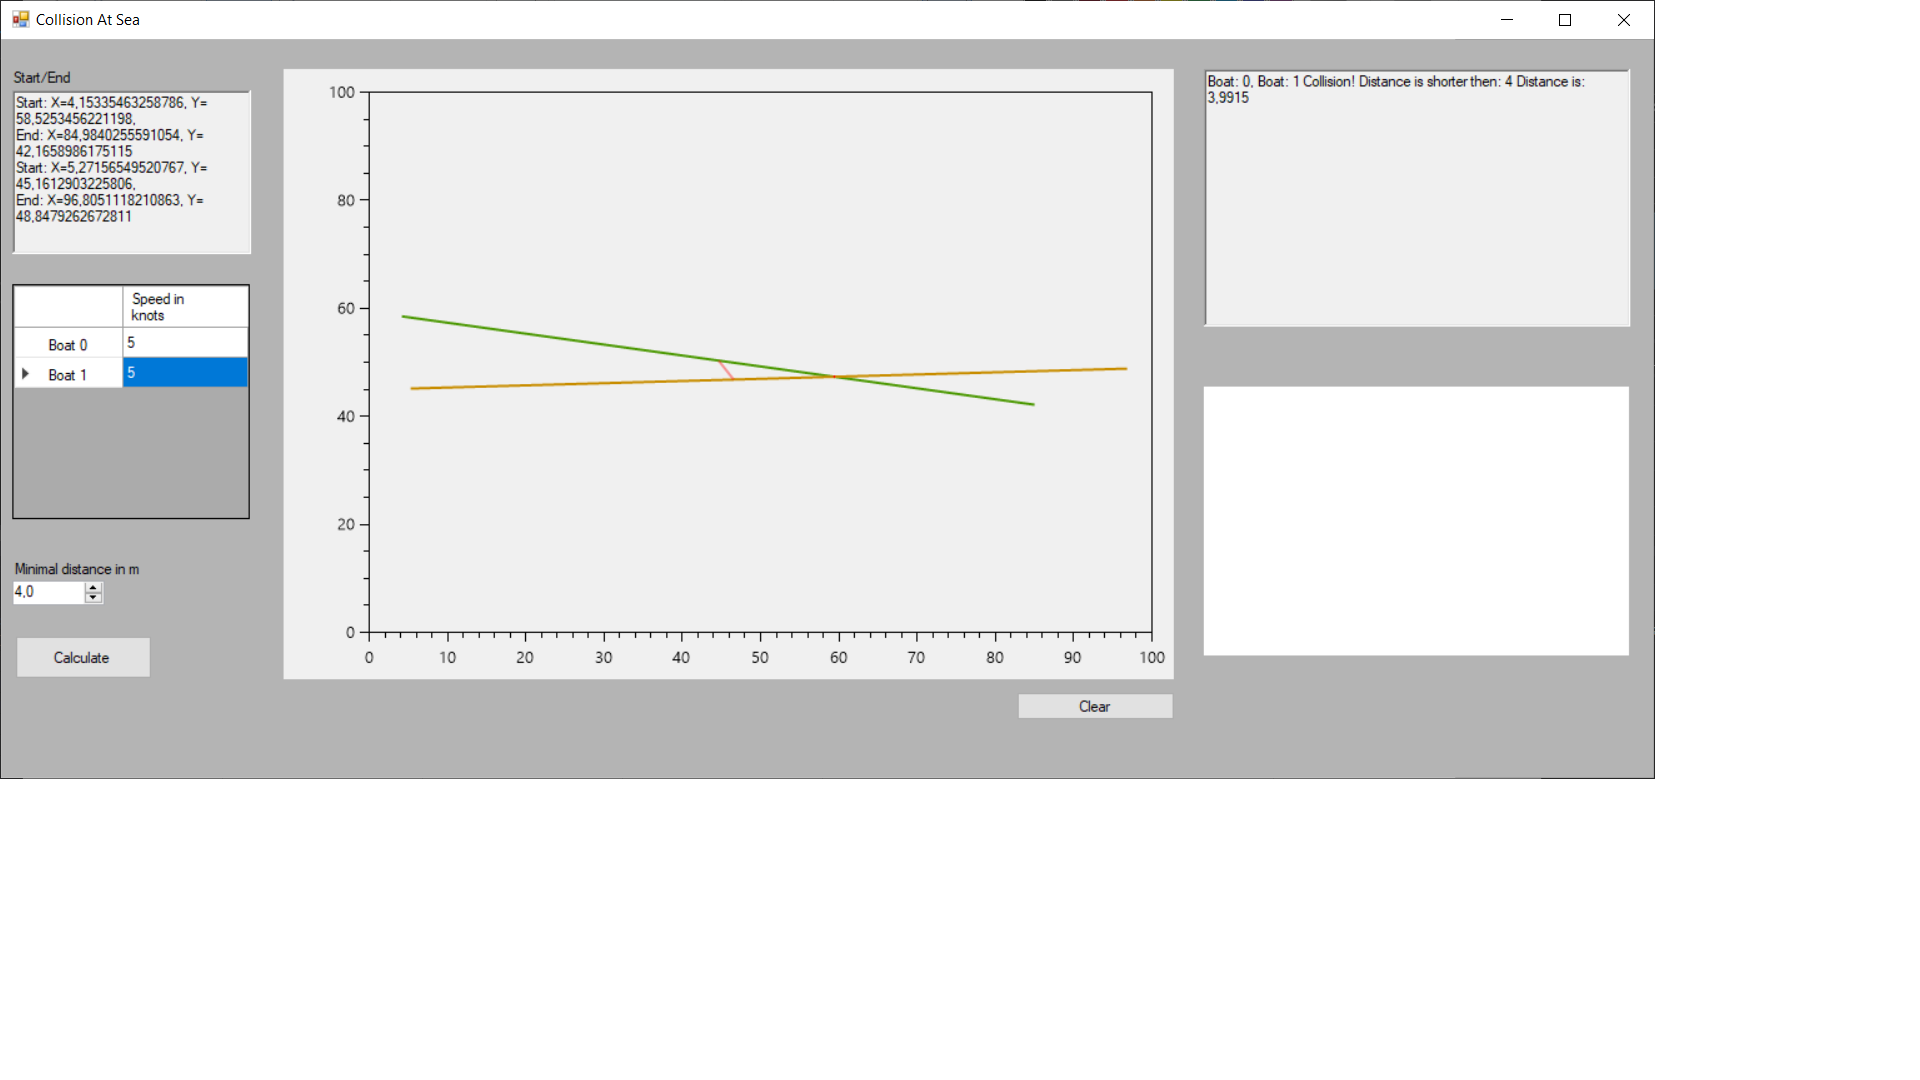 Collision At Sea
Start/End
Start: X=4,15335463258786, Y=
58,5253456221198,
End: X=84,9840255591054, Y=
42,1658986175115
Start: X=5,27156549520767, Y=
45,1612903225806,
End: X=96,8051118210863, Y=
48,8479262672811
Speed in
knots
Boat 0 5
Boat 1 5
Minimal distance in m
4,0
Calculate
100
80
60
40
20
0
0 10 20 30 40 50 60 70 80 90 100
Clear
Boat: 0, Boat: 1 Collision! Distance is shorter then: 4 Distance is:
3,9915